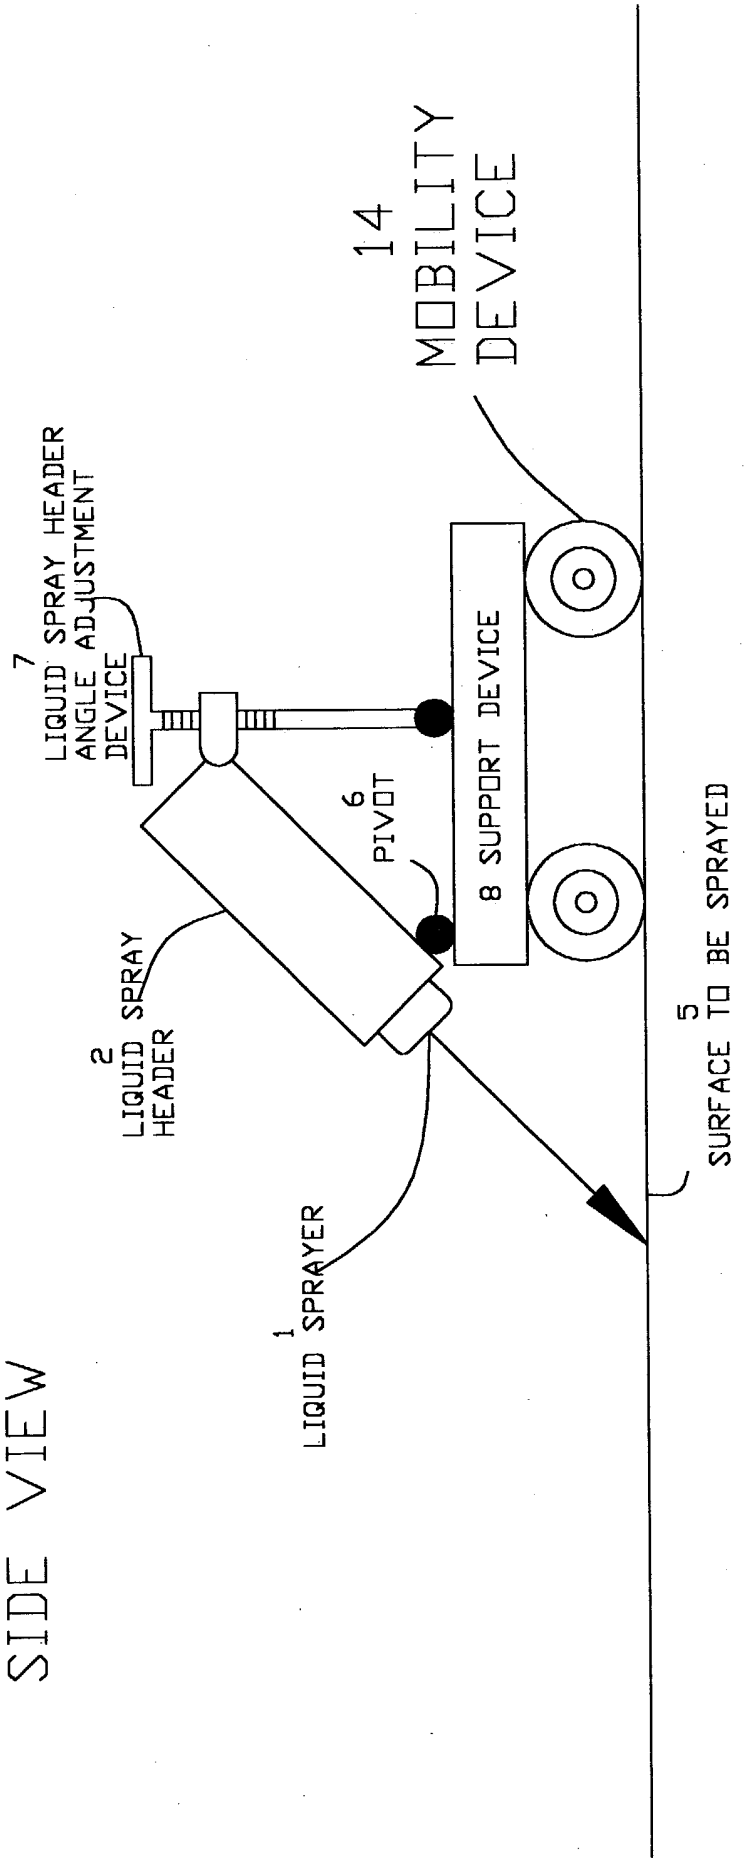 SIDE VIEW
7
LIQUID SPRAY HEADER
ANGLE ADJUSTMENT
DEVICE
2
LIQUID SPRAY
HEADER
1
LIQUID SPRAYER
6
PIVOT
14
MOBILITY
DEVICE
8 SUPPORT DEVICE
5
SURFACE TO BE SPRAYED